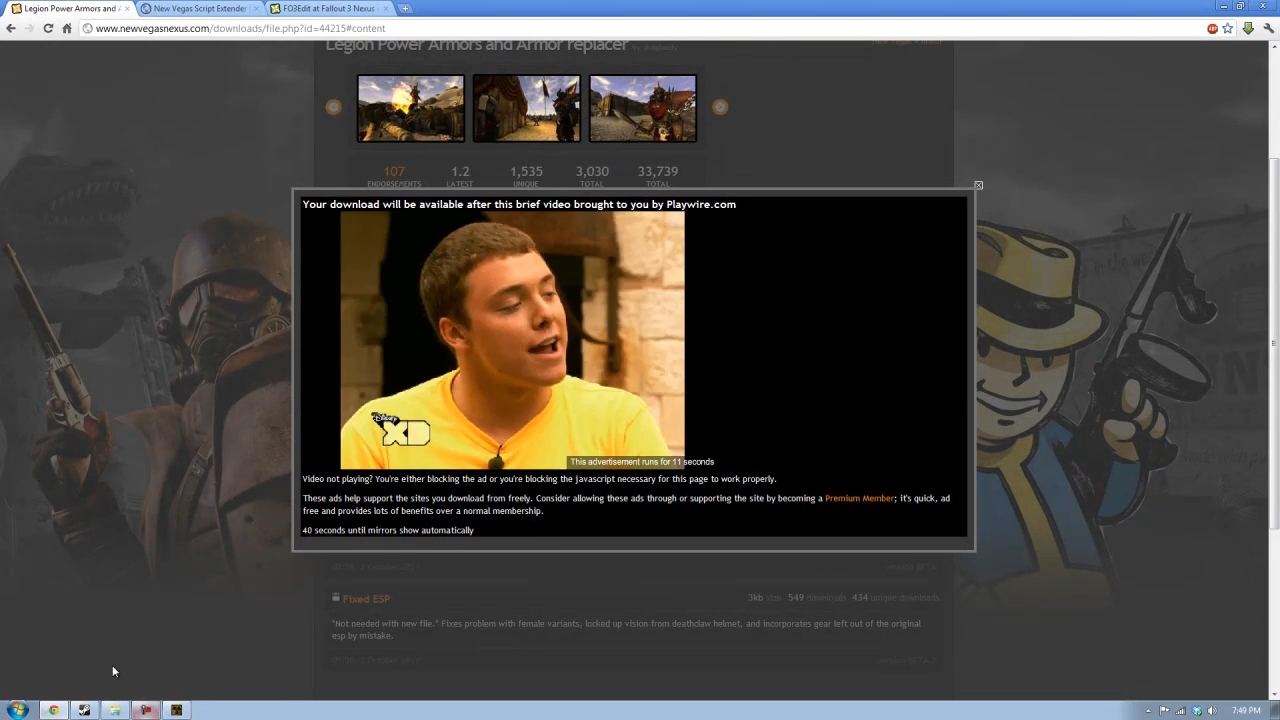 Legion Power Armors and A
New Vegas Script Extender
FO3Edit at Fallout 3 Nexus
www.newvegasnexus.com/downloads/file.php?id=44215#content
Legion Power Armors and Armor replacer
107 1.2 1,535 3,030 33,739
ENDORSEMENTS LATEST UNIQUE TOTAL TOTAL
Your download will be available after this brief video brought to you by Playwire.com
Disney XD
This advertisement runs for 11 seconds
Video not playing? You're either blocking the ad or you're blocking the javascript necessary for this page to work properly.
These ads help support the sites you download from freely. Consider allowing these ads through or supporting the site by becoming a Premium Member; it's quick, ad
free and provides lots of benefits over a normal membership.
40 seconds until mirrors show automatically
Fixed ESP
3kb size 549 downloads 434 unique downloads
"Not needed with new file." Fixes problem with female variants, locked up vision from deathclaw helmet, and incorporates gear left out of the original
esp by mistake.
7:49 PM